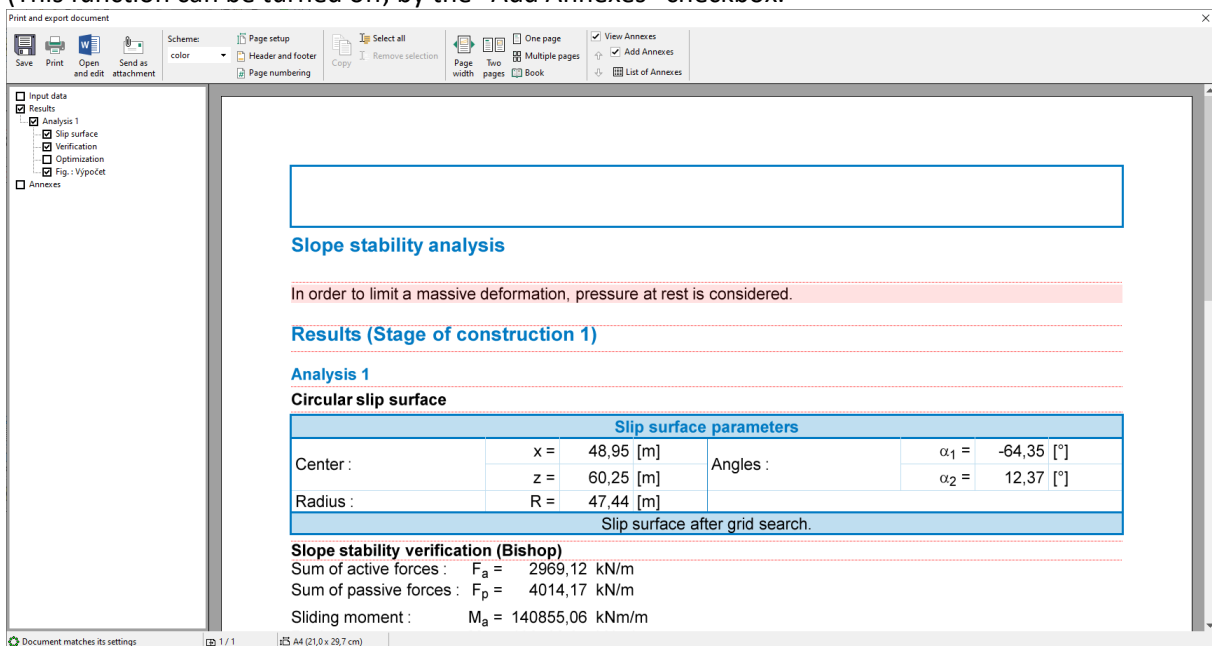 (This function can be turned on) by the "Add Annexes" checkbox.
Print and export document
Save
Print
Open and edit
Send as attachment
Scheme:
color
Page setup
Header and footer
Page numbering
Copy
Select all
Remove selection
Page width
Two pages
One page
Multiple pages
Book
View Annexes
Add Annexes
List of Annexes
Input data
Results
Analysis 1
Slip surface
Verification
Optimization
Fig. : Výpočet
Annexes
Slope stability analysis
In order to limit a massive deformation, pressure at rest is considered.
Results (Stage of construction 1)
Analysis 1
Circular slip surface
Slip surface parameters
Center : x = 48,95 [m] Angles : α1 = -64,35 [°]
z = 60,25 [m] α2 = 12,37 [°]
Radius : R = 47,44 [m]
Slip surface after grid search.
Slope stability verification (Bishop)
Sum of active forces : Fa = 2969,12 kN/m
Sum of passive forces : Fp = 4014,17 kN/m
Sliding moment : Ma = 140855,06 kNm/m
Document matches its settings
1 / 1
A4 (21,0 x 29,7 cm)